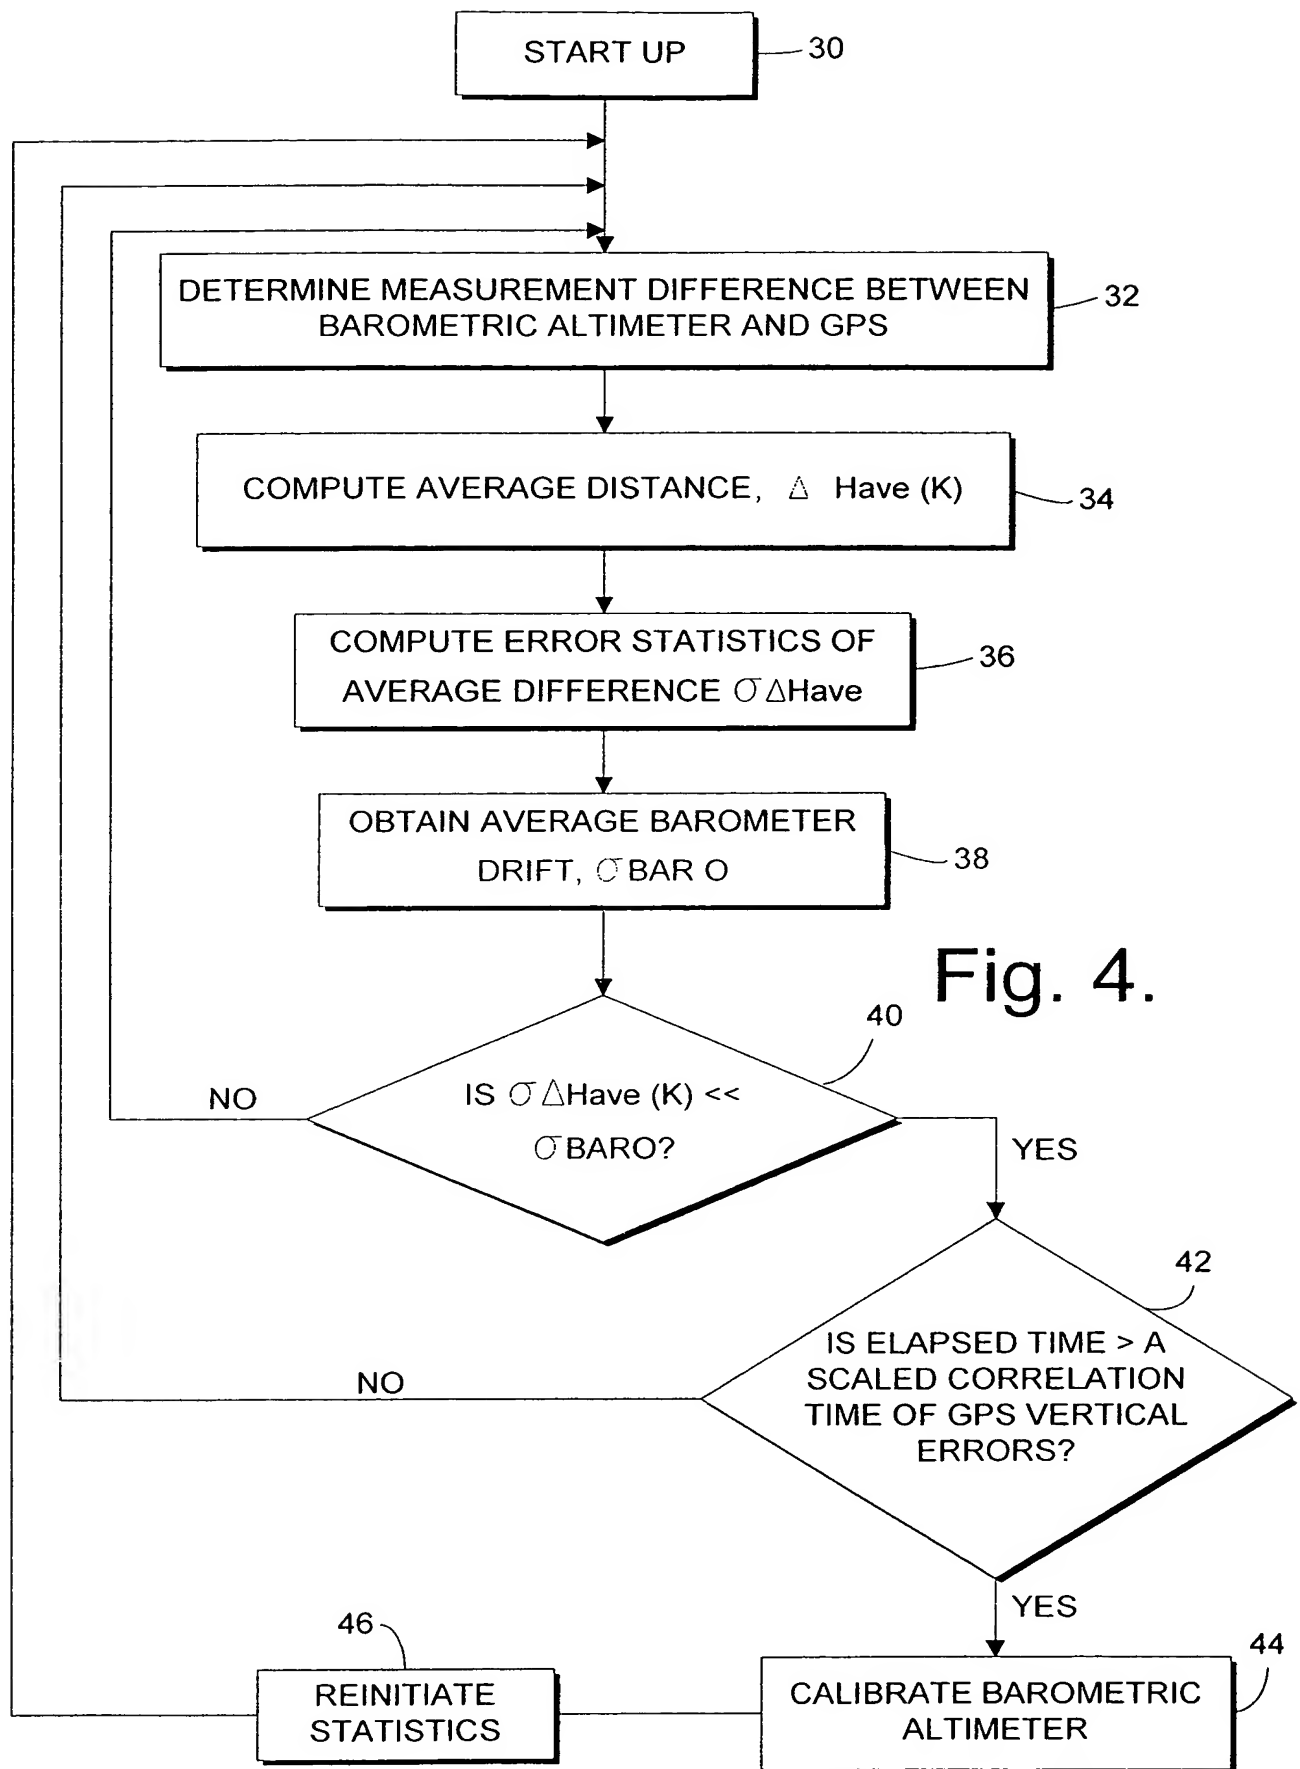 START UP
30
DETERMINE MEASUREMENT DIFFERENCE BETWEEN
BAROMETRIC ALTIMETER AND GPS
32
COMPUTE AVERAGE DISTANCE, Δ Have (K)
34
COMPUTE ERROR STATISTICS OF
AVERAGE DIFFERENCE σ ΔHave
36
OBTAIN AVERAGE BAROMETER
DRIFT, σ BAR O
38
Fig. 4.
40
IS σ ΔHave (K) <<
σ BARO?
NO
YES
42
IS ELAPSED TIME > A
SCALED CORRELATION
TIME OF GPS VERTICAL
ERRORS?
NO
YES
44
CALIBRATE BAROMETRIC
ALTIMETER
46
REINITIATE
STATISTICS